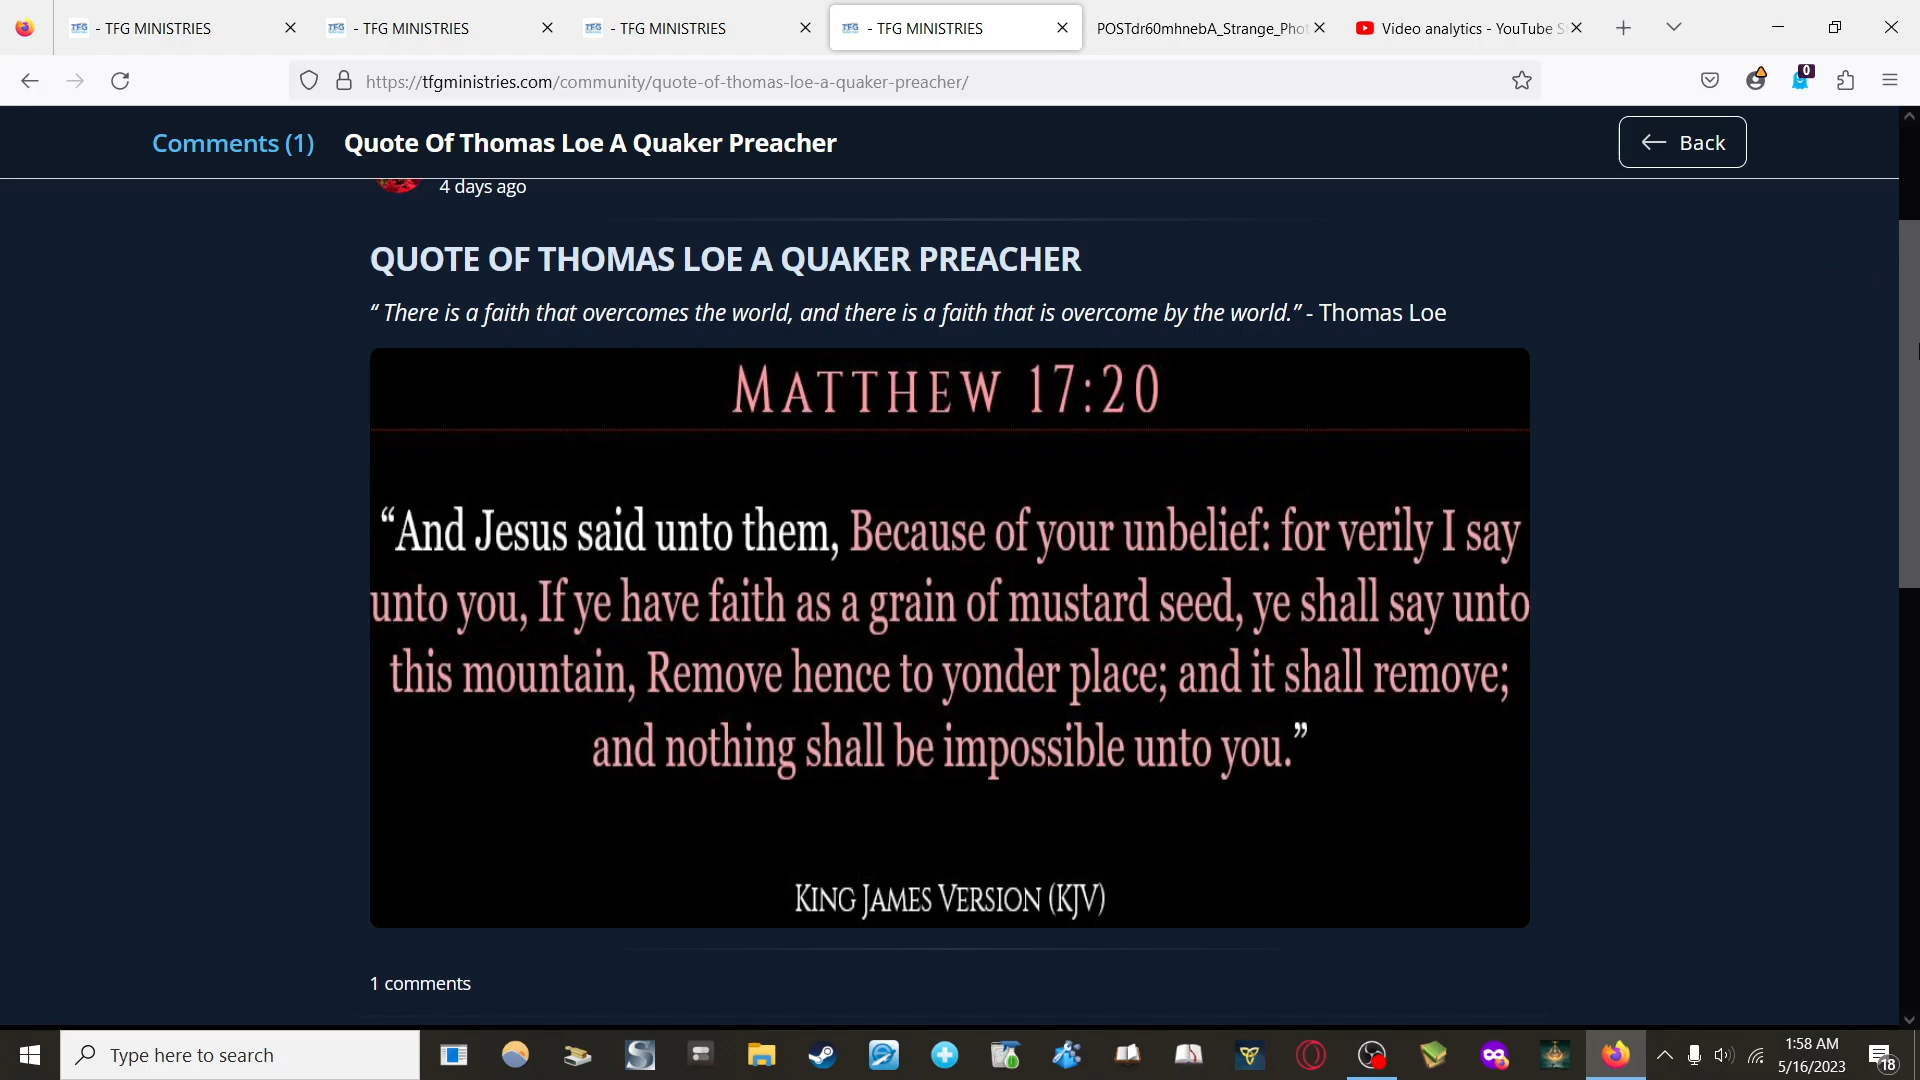 - TFG MINISTRIES
- TFG MINISTRIES
- TFG MINISTRIES
- TFG MINISTRIES
POSTdr60mhnebA_Strange_Phot
Video analytics - YouTube S
https://tfgministries.com/community/quote-of-thomas-loe-a-quaker-preacher/
0
Comments (1) Quote Of Thomas Loe A Quaker Preacher
Back
4 days ago
QUOTE OF THOMAS LOE A QUAKER PREACHER
“ There is a faith that overcomes the world, and there is a faith that is overcome by the world.” - Thomas Loe
MATTHEW 17:20
“And Jesus said unto them, Because of your unbelief: for verily I say
unto you, If ye have faith as a grain of mustard seed, ye shall say unto
this mountain, Remove hence to yonder place; and it shall remove;
and nothing shall be impossible unto you.”
KING JAMES VERSION (KJV)
1 comments
Type here to search
1:58 AM
5/16/2023
18